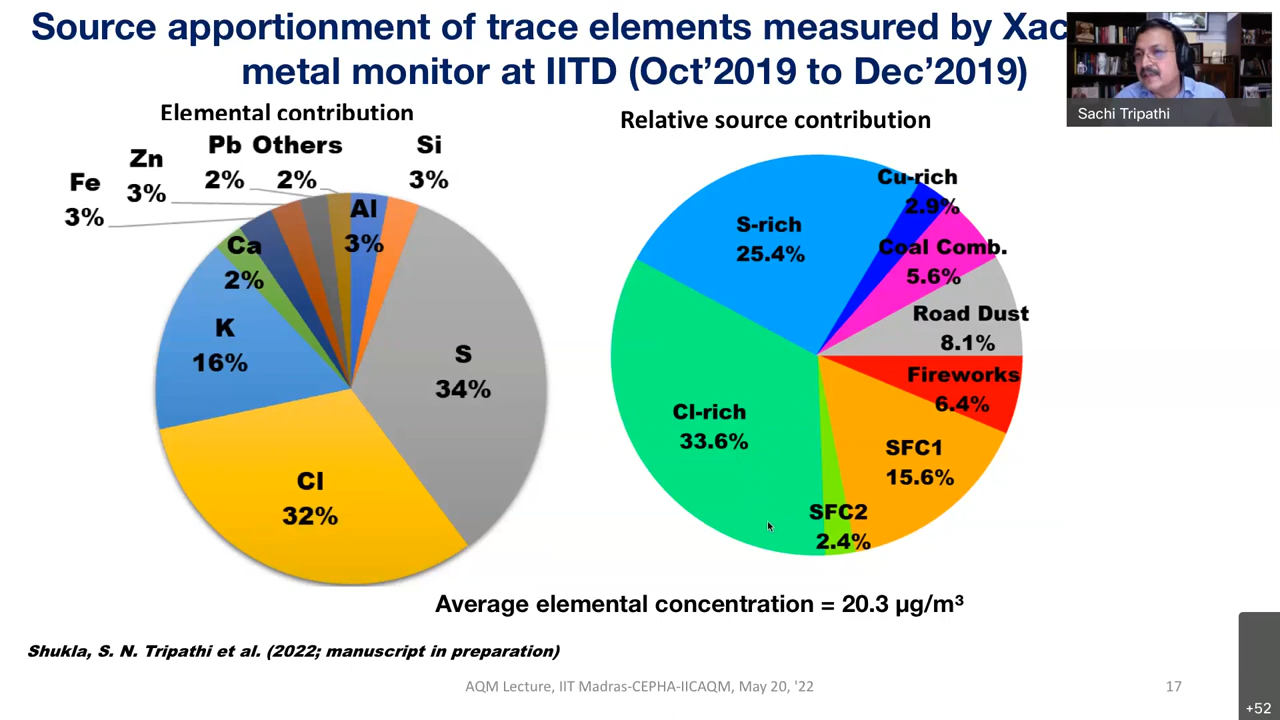 Source apportionment of trace elements measured by Xac
metal monitor at IITD (Oct’2019 to Dec’2019)
Sachi Tripathi
Elemental contribution
Relative source contribution
Fe
3%
Zn
3%
Pb
2%
Others
2%
Si
3%
Al
3%
Ca
2%
K
16%
S
34%
Cl
32%
Cu-rich
2.9%
S-rich
25.4%
Coal Comb.
5.6%
Road Dust
8.1%
Fireworks
6.4%
Cl-rich
33.6%
SFC1
15.6%
SFC2
2.4%
Average elemental concentration = 20.3 µg/m³
Shukla, S. N. Tripathi et al. (2022; manuscript in preparation)
AQM Lecture, IIT Madras-CEPHA-IICAQM, May 20, '22
17
+52